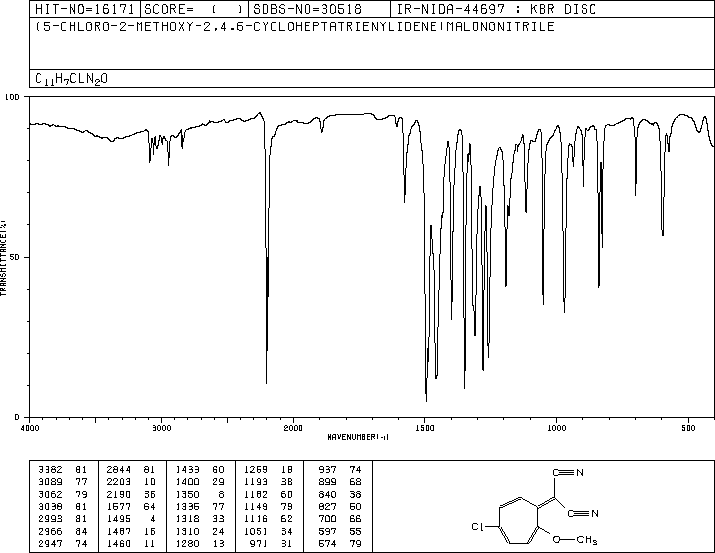 HIT-NO=16171 SCORE= ( ) SDBS-NO=30518 IR-NIDA-44697 : KBR DISC
(5-CHLORO-2-METHOXY-2,4,6-CYCLOHEPTATRIENYLIDENE)MALONONITRILE
C11H7CLN2O
100
50
0
TRANSMITTANCE(%)
4000 3000 2000 1500 1000 500
WAVENUMBER(-1)
3382 81 2844 81 1433 60 1269 18 937 74
3089 77 2203 10 1400 29 1193 38 899 68
3062 79 2190 36 1350 8 1182 60 840 38
3038 81 1577 64 1336 77 1149 79 827 50
2993 81 1495 4 1318 33 1116 62 700 66
2966 84 1487 16 1310 24 1051 34 597 55
2947 74 1460 11 1280 13 971 31 574 79
C N
C N
Cl
O CH3